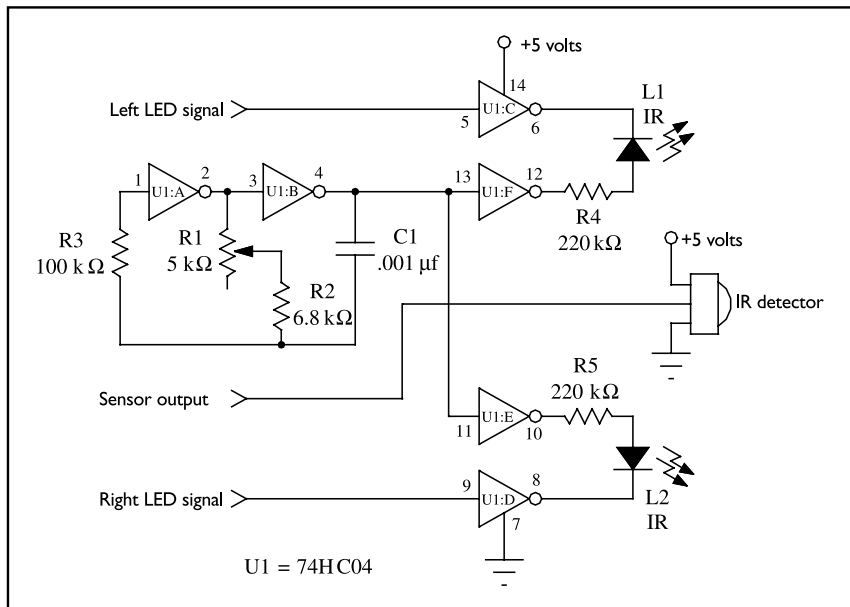 +5 volts
14
Left LED signal
5
U1:C
6
L1
IR
1
U1:A
2
3
U1:B
4
13
U1:F
12
R4
220 kΩ
R3
100 k Ω
R1
5 kΩ
C1
.001 µf
R2
6.8 kΩ
+5 volts
IR detector
R5
220 kΩ
Sensor output
11
U1:E
10
Right LED signal
9
U1:D
8
7
L2
IR
U1 = 74HC04